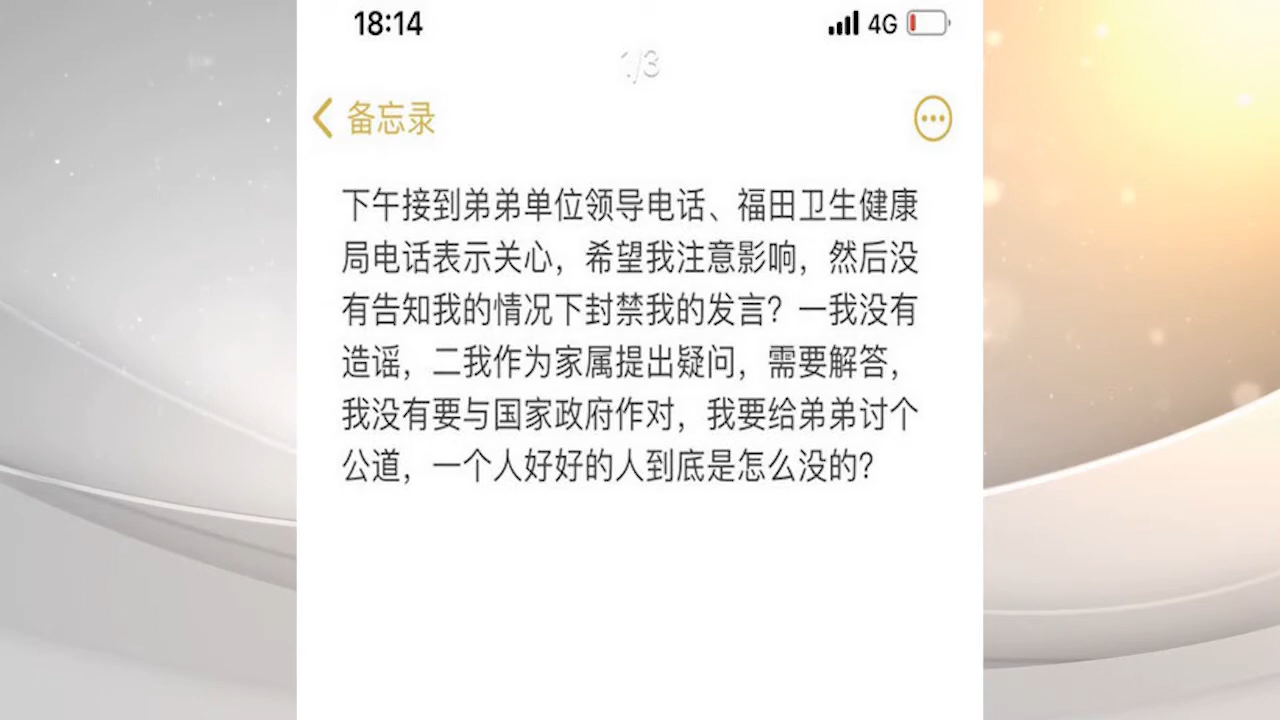 18:14
4G
1/3
备忘录
下午接到弟弟单位领导电话、福田卫生健康
局电话表示关心，希望我注意影响，然后没
有告知我的情况下封禁我的发言？一我没有
造谣，二我作为家属提出疑问，需要解答，
我没有要与国家政府作对，我要给弟弟讨个
公道，一个人好好的人到底是怎么没的？